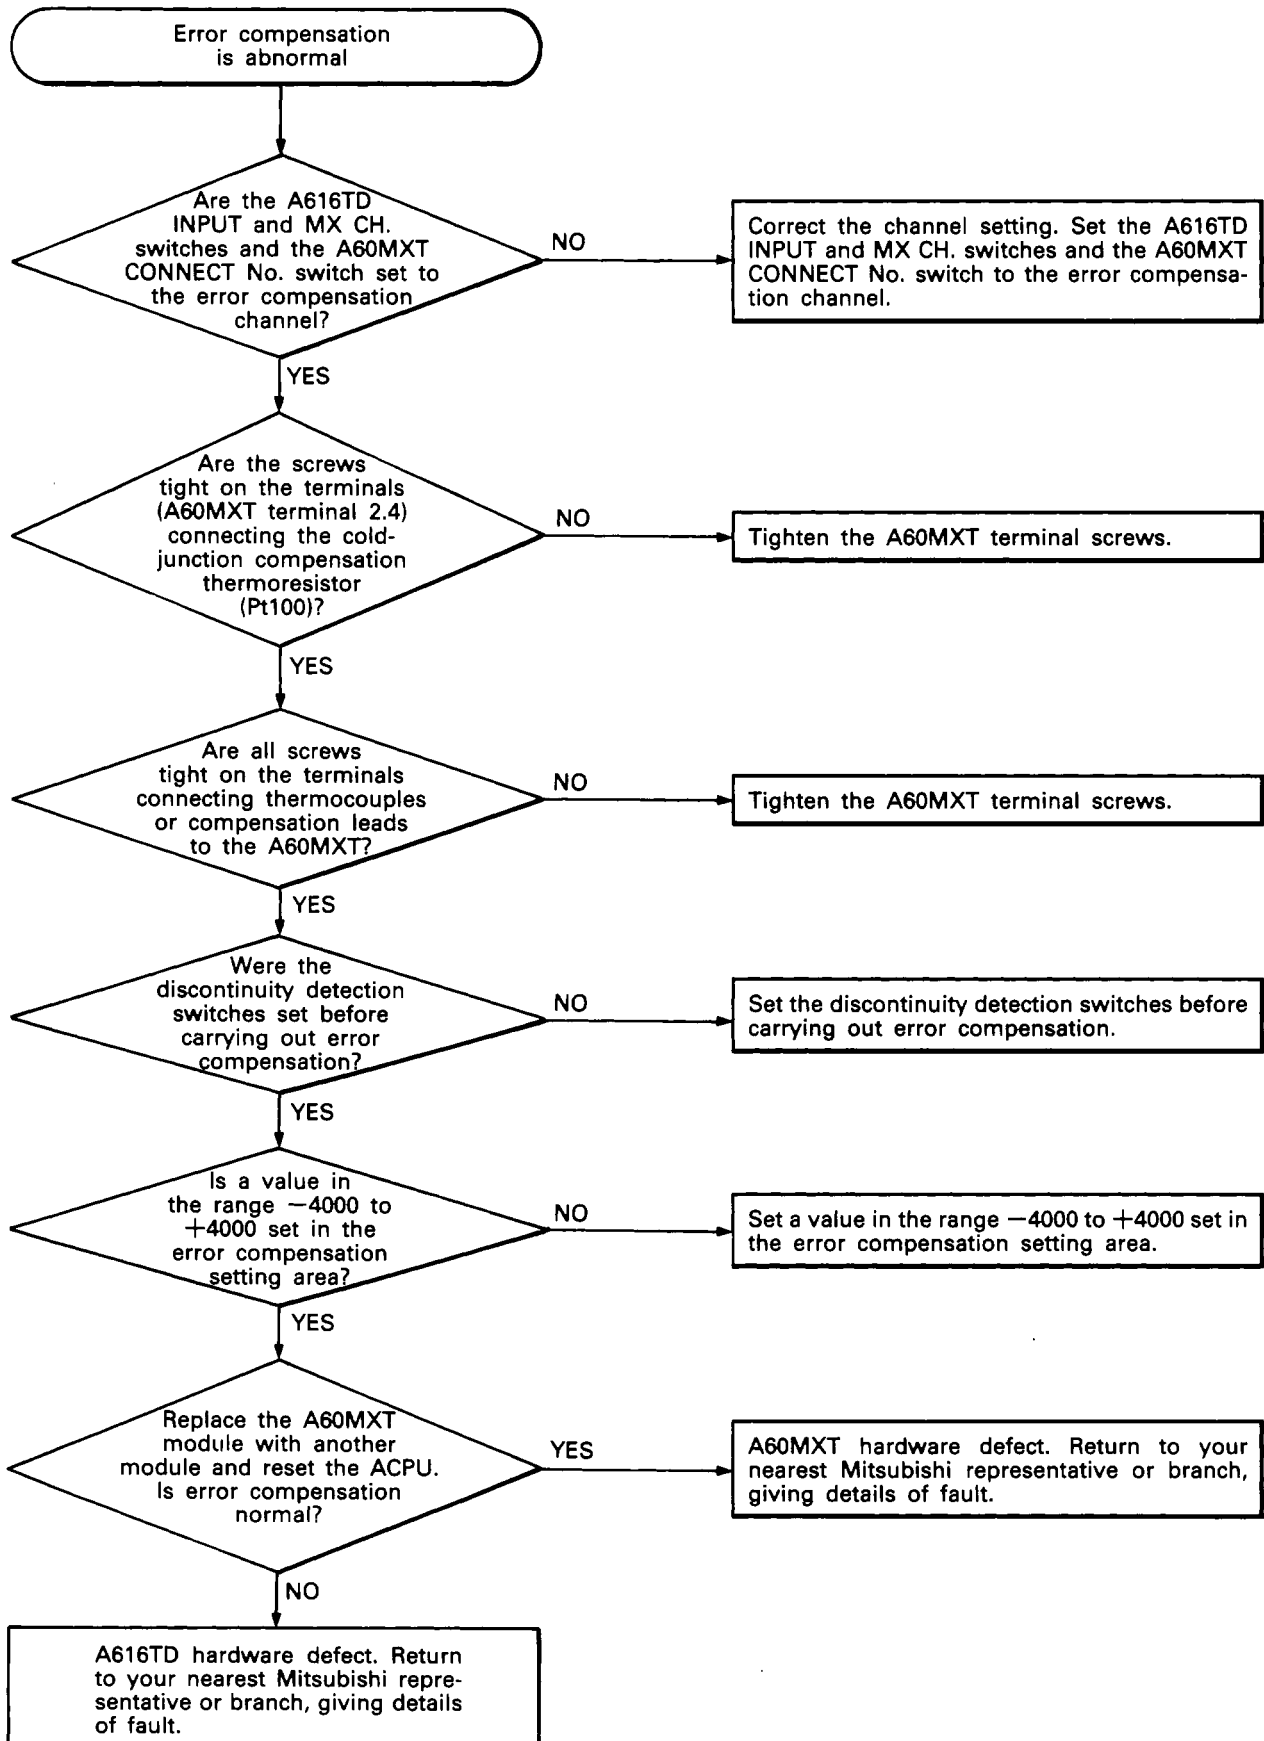 Error compensation
is abnormal
Are the A616TD
INPUT and MX CH.
switches and the A60MXT
CONNECT No. switch set to
the error compensation
channel?
NO
Correct the channel setting. Set the A616TD
INPUT and MX CH. switches and the A60MXT
CONNECT No. switch to the error compensa-
tion channel.
YES
Are the screws
tight on the terminals
(A60MXT terminal 2.4)
connecting the cold-
junction compensation
thermoresistor
(Pt100)?
NO
Tighten the A60MXT terminal screws.
YES
Are all screws
tight on the terminals
connecting thermocouples
or compensation leads
to the A60MXT?
NO
Tighten the A60MXT terminal screws.
YES
Were the
discontinuity detection
switches set before
carrying out error
compensation?
NO
Set the discontinuity detection switches before
carrying out error compensation.
YES
Is a value in
the range −4000 to
+4000 set in the
error compensation
setting area?
NO
Set a value in the range −4000 to +4000 set in
the error compensation setting area.
YES
Replace the A60MXT
module with another
module and reset the ACPU.
Is error compensation
normal?
YES
A60MXT hardware defect. Return to your
nearest Mitsubishi representative or branch,
giving details of fault.
NO
A616TD hardware defect. Return
to your nearest Mitsubishi repre-
sentative or branch, giving details
of fault.